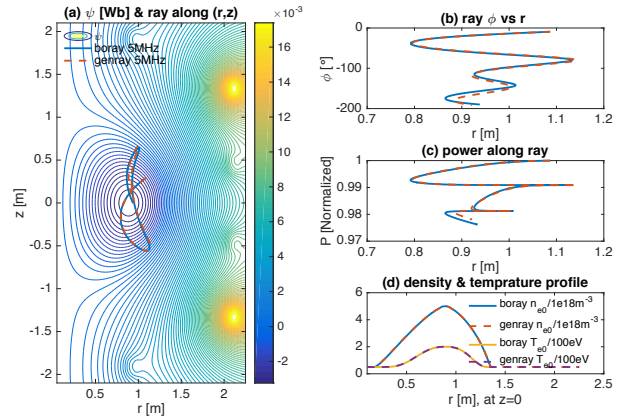 (a) ψ [Wb] & ray along (r,z)
×10⁻³
ψ
boray 5MHz
genray 5MHz
2
1.5
1
0.5
0
-0.5
-1
-1.5
-2
z [m]
0.5
1
1.5
2
r [m]
16
14
12
10
8
6
4
2
0
-2
(b) ray ϕ vs r
0
-100
-200
ϕ [°]
0.7
0.8
0.9
1
1.1
1.2
r [m]
(c) power along ray
1
0.99
0.98
0.97
P [Normalized]
0.7
0.8
0.9
1
1.1
1.2
r [m]
(d) density & temprature profile
6
4
2
0
boray n_e0/1e18m⁻³
genray n_e0/1e18m⁻³
boray T_e0/100eV
genray T_e0/100eV
0
0.5
1
1.5
2
2.5
r [m], at z=0